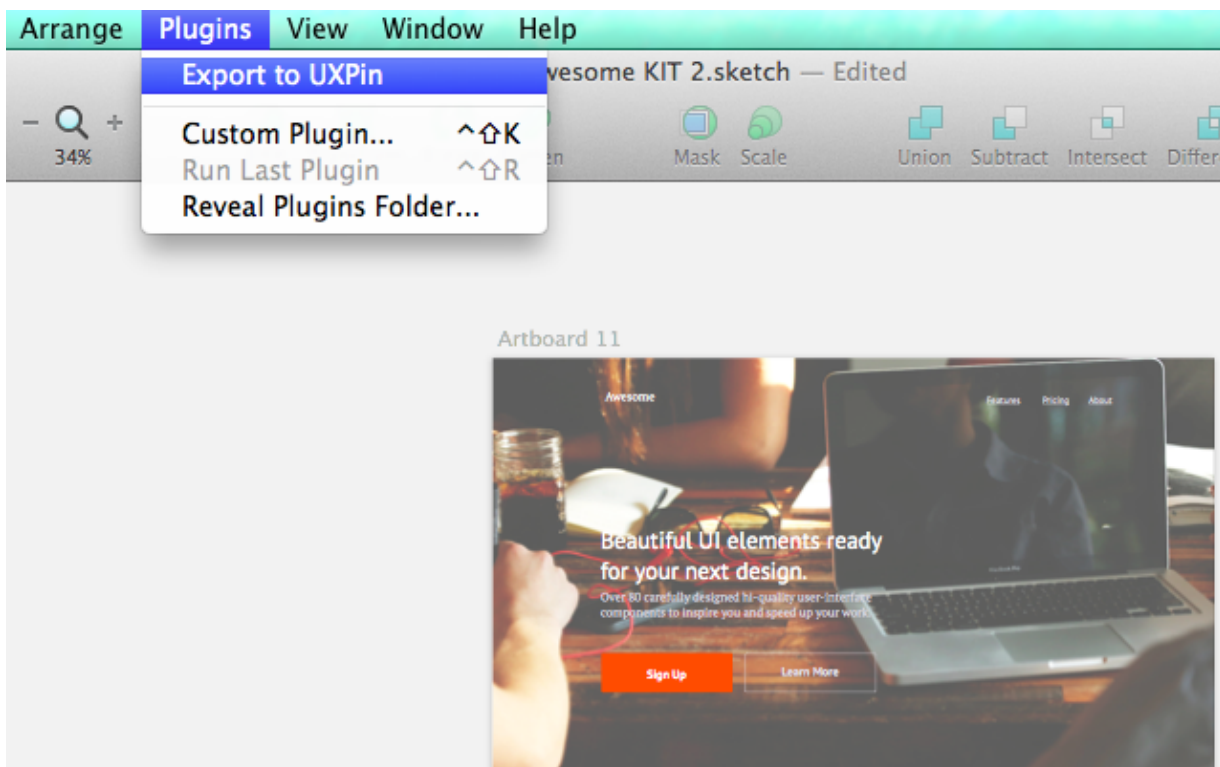 Arrange Plugins View Window Help
Export to UXPin
wesome KIT 2.sketch — Edited
Custom Plugin... ^⇧K
Run Last Plugin ^⇧R
Reveal Plugins Folder...
34%
Mask Scale Union Subtract Intersect Differ
Artboard 11
Awesome Features Pricing About
Beautiful UI elements ready
for your next design.
Over 80 carefully designed hi-quality user-interface
components to inspire you and speed up your work.
Sign Up Learn More